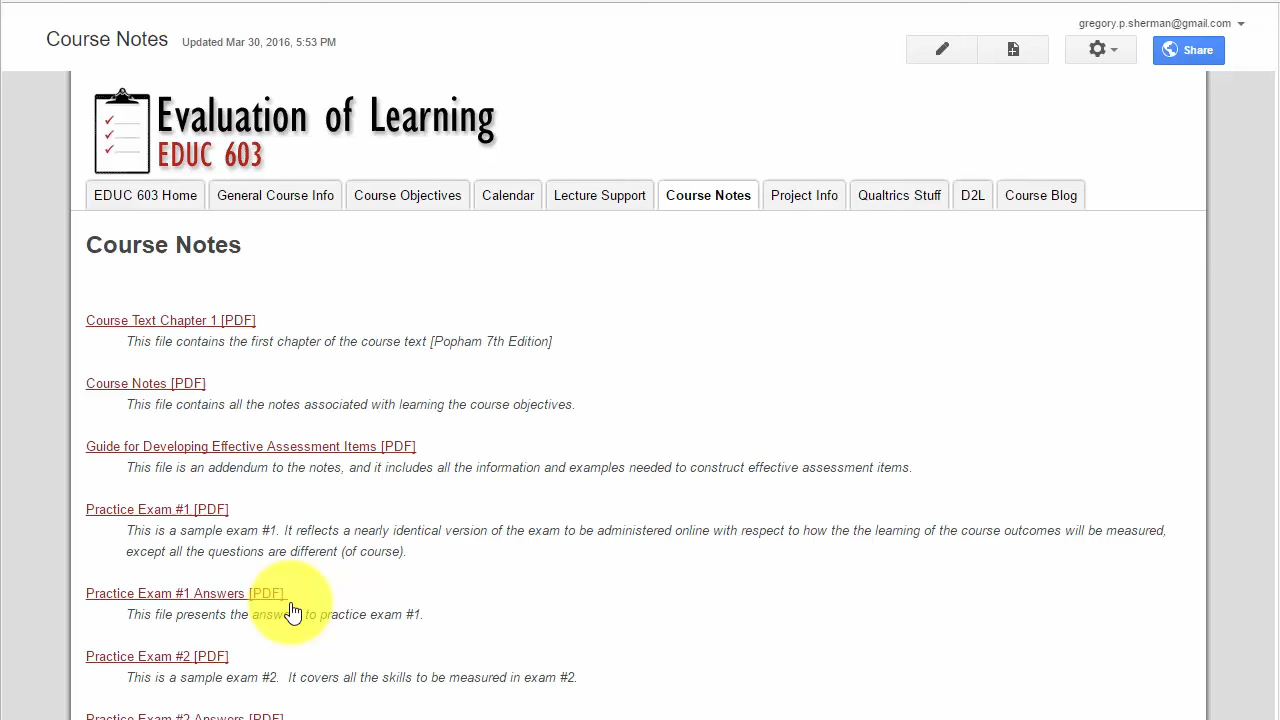 gregory.p.sherman@gmail.com
Course Notes Updated Mar 30, 2016, 5:53 PM
Share
Evaluation of Learning
EDUC 603
EDUC 603 Home General Course Info Course Objectives Calendar Lecture Support Course Notes Project Info Qualtrics Stuff D2L Course Blog
Course Notes
Course Text Chapter 1 [PDF]
This file contains the first chapter of the course text [Popham 7th Edition]
Course Notes [PDF]
This file contains all the notes associated with learning the course objectives.
Guide for Developing Effective Assessment Items [PDF]
This file is an addendum to the notes, and it includes all the information and examples needed to construct effective assessment items.
Practice Exam #1 [PDF]
This is a sample exam #1. It reflects a nearly identical version of the exam to be administered online with respect to how the the learning of the course outcomes will be measured,
except all the questions are different (of course).
Practice Exam #1 Answers [PDF]
This file presents the answers to practice exam #1.
Practice Exam #2 [PDF]
This is a sample exam #2. It covers all the skills to be measured in exam #2.
Practice Exam #2 Answers [PDF]